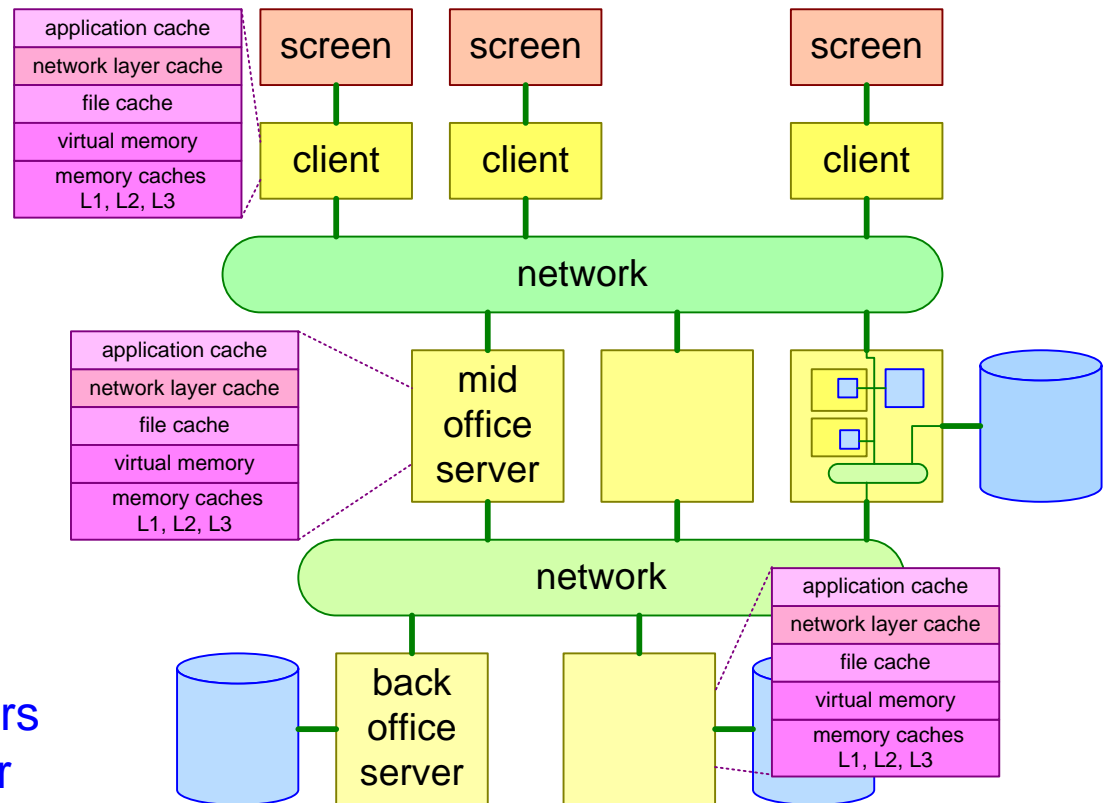 application cache
network layer cache
file cache
virtual memory
memory caches
L1, L2, L3
screen
screen
screen
client
client
client
network
application cache
network layer cache
file cache
virtual memory
memory caches
L1, L2, L3
mid
office
server
network
application cache
network layer cache
file cache
virtual memory
memory caches
L1, L2, L3
back
office
server
rs
r